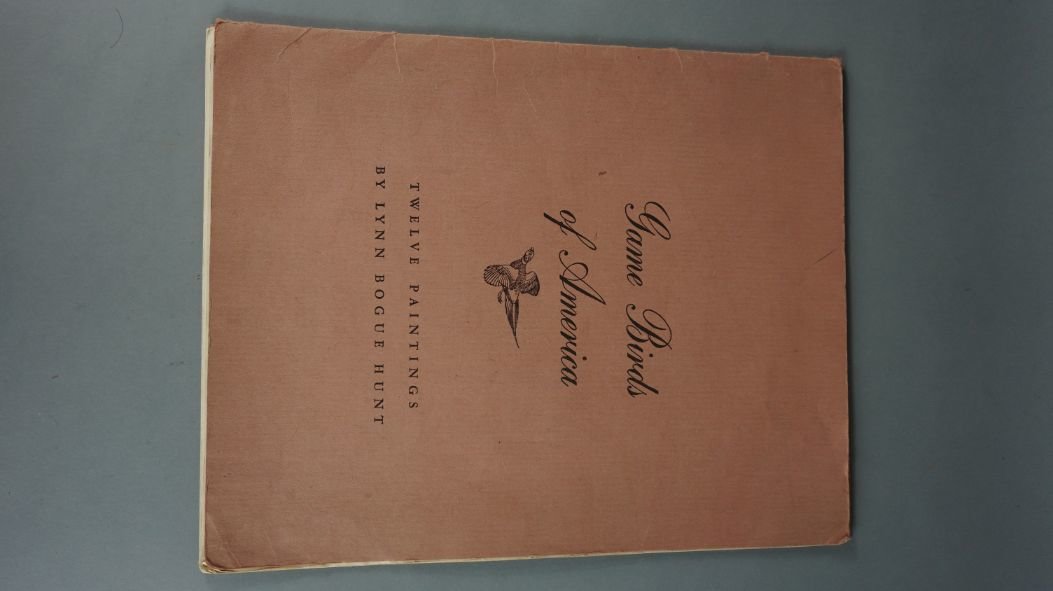 Game Birds
of America
TWELVE PAINTINGS
BY LYNN BOGUE HUNT